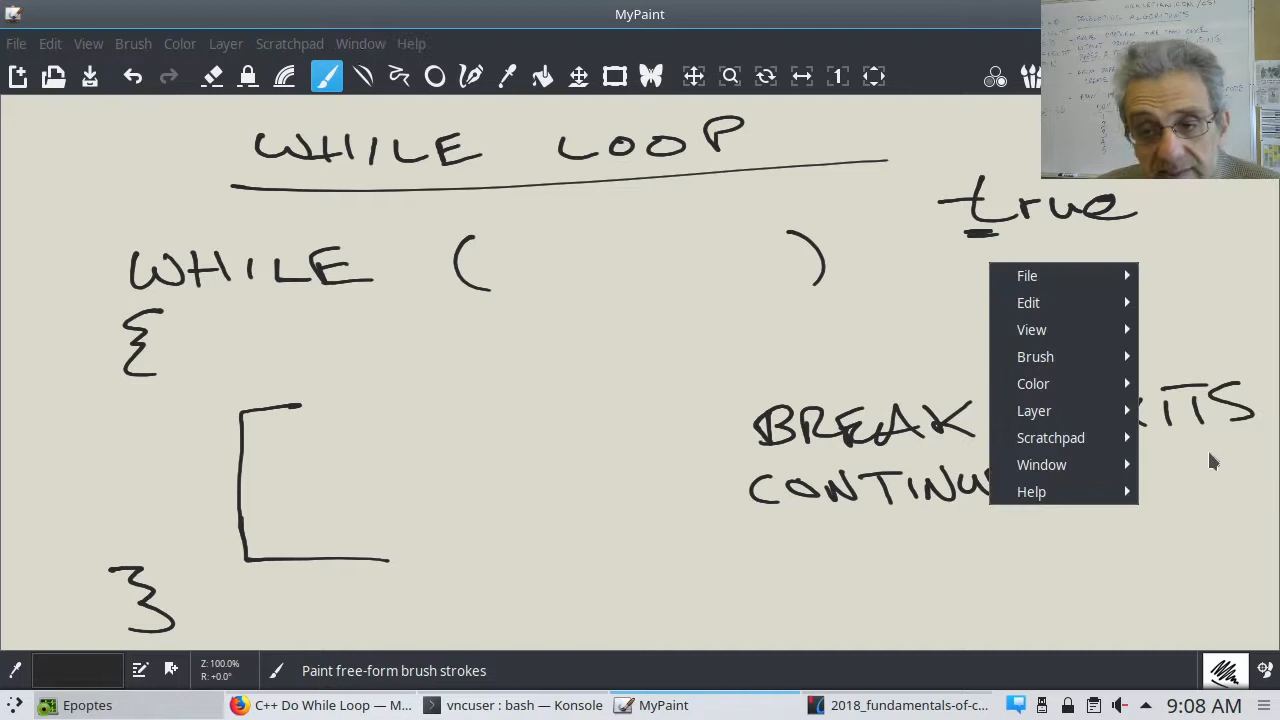 MyPaint
File Edit View Brush Color Layer Scratchpad Window Help
WHILE LOOP
true
WHILE ( )
{
File
Edit
View
Brush
Color
Layer
Scratchpad
Window
Help
BREAK ITS
CONTINU
}
Z: 100.0%
R: +0.0°
Paint free-form brush strokes
Epoptes
C++ Do While Loop — M...
vncuser : bash — Konsole
MyPaint
2018_fundamentals-of-c...
9:08 AM